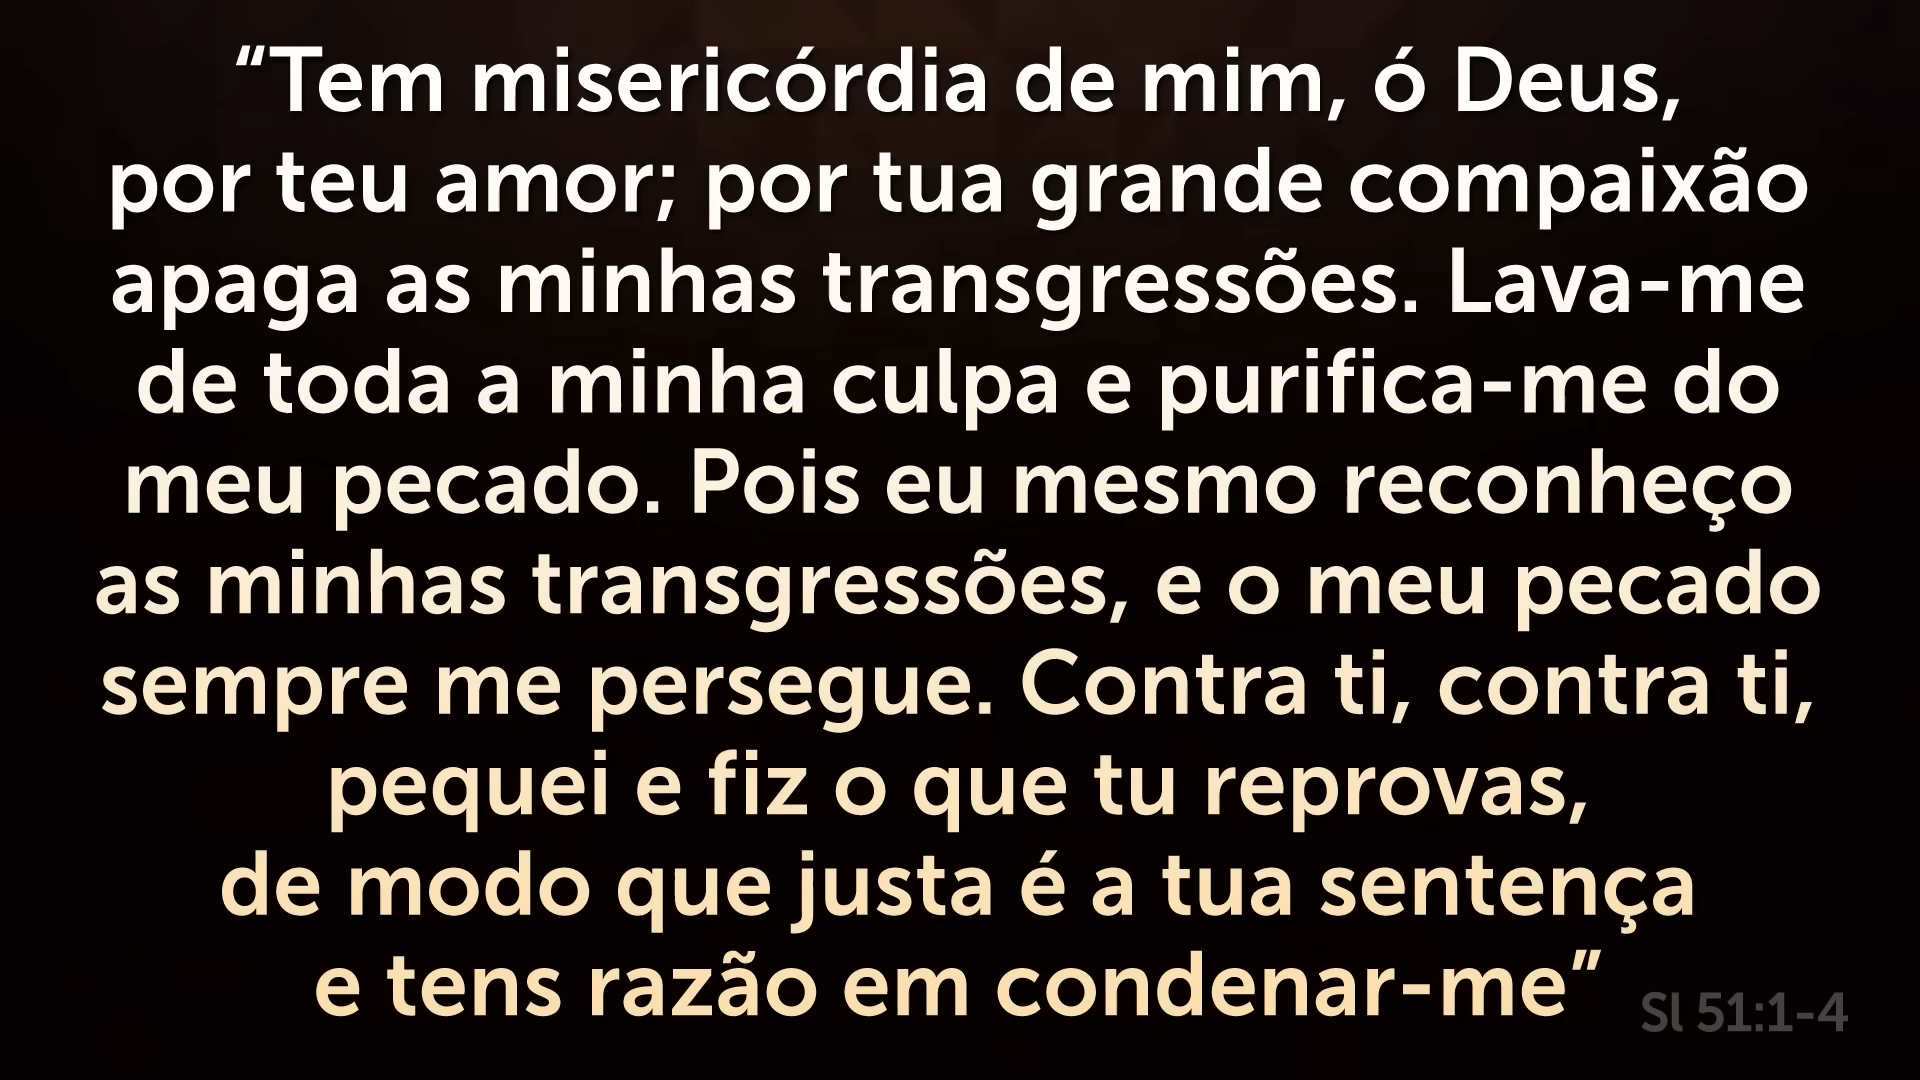 “Tem misericórdia de mim, ó Deus,
por teu amor; por tua grande compaixão
apaga as minhas transgressões. Lava-me
de toda a minha culpa e purifica-me do
meu pecado. Pois eu mesmo reconheço
as minhas transgressões, e o meu pecado
sempre me persegue. Contra ti, contra ti,
pequei e fiz o que tu reprovas,
de modo que justa é a tua sentença
e tens razão em condenar-me”
Sl 51:1-4